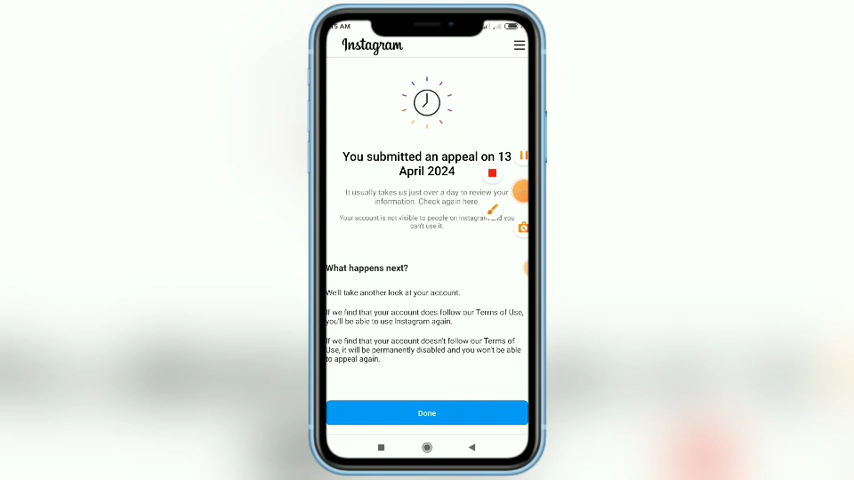 :15 AM
Instagram
You submitted an appeal on 13
April 2024
It usually takes us just over a day to review your
information. Check again here.
Your account is not visible to people on Instagram and you
can't use it.
What happens next?
We'll take another look at your account.
If we find that your account does follow our Terms of Use,
you'll be able to use Instagram again.
If we find that your account doesn't follow our Terms of
Use, it will be permanently disabled and you won't be able
to appeal again.
Done